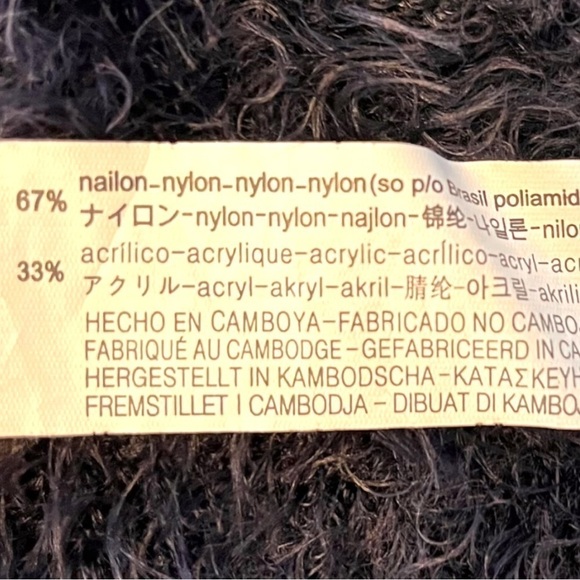 67% nailon-nylon-nylon-nylon(so p/o Brasil poliamid
ナイロン-nylon-nylon-najlon-锦纶-나일론-nilo
33% acrílico-acrylique-acrylic-acrílico-acryl-acr
アクリル-acryl-akryl-akril-腈纶-아크릴-akrili
HECHO EN CAMBOYA-FABRICADO NO CAMBO
FABRIQUÉ AU CAMBODGE-GEFABRICEERD IN CA
HERGESTELLT IN KAMBODSCHA-ΚΑΤΑΣΚΕΥΗ
FREMSTILLET I CAMBODJA - DIBUAT DI KAMBO